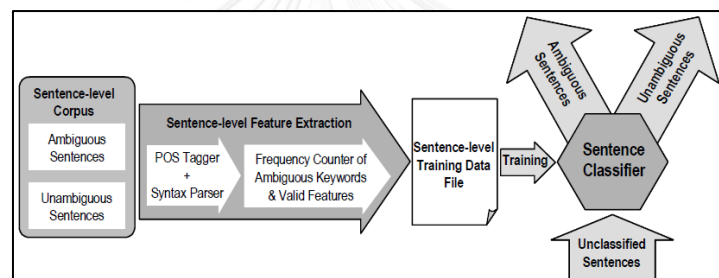 Sentence-level
Corpus
Ambiguous
Sentences
Unambiguous
Sentences
Sentence-level Feature Extraction
POS Tagger
+
Syntax Parser
Frequency Counter of
Ambiguous Keywords
& Valid Features
Sentence-level
Training Data
File
Training
Sentence
Classifier
Ambiguous
Sentences
Unambiguous
Sentences
Unclassified
Sentences